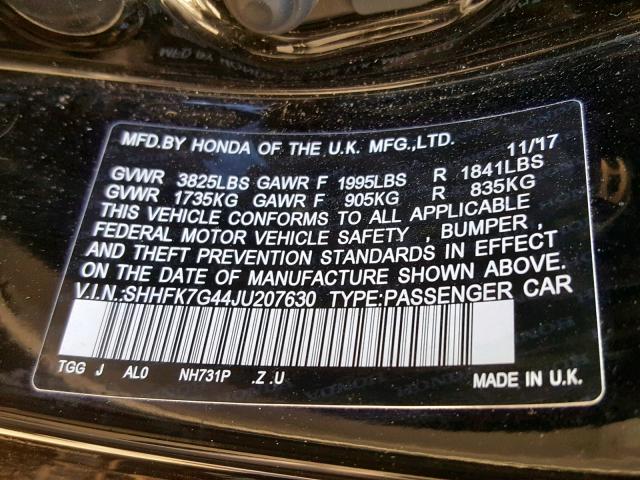 MFD.BY HONDA OF THE U.K. MFG.,LTD. 11/17
GVWR 3825LBS GAWR F 1995LBS R 1841LBS
GVWR 1735KG GAWR F 905KG R 835KG
THIS VEHICLE CONFORMS TO ALL APPLICABLE
FEDERAL MOTOR VEHICLE SAFETY , BUMPER ,
AND THEFT PREVENTION STANDARDS IN EFFECT
ON THE DATE OF MANUFACTURE SHOWN ABOVE.
V.I.N.:SHHFK7G44JU207630 TYPE:PASSENGER CAR
TGG J AL0 NH731P .Z .U MADE IN U.K.